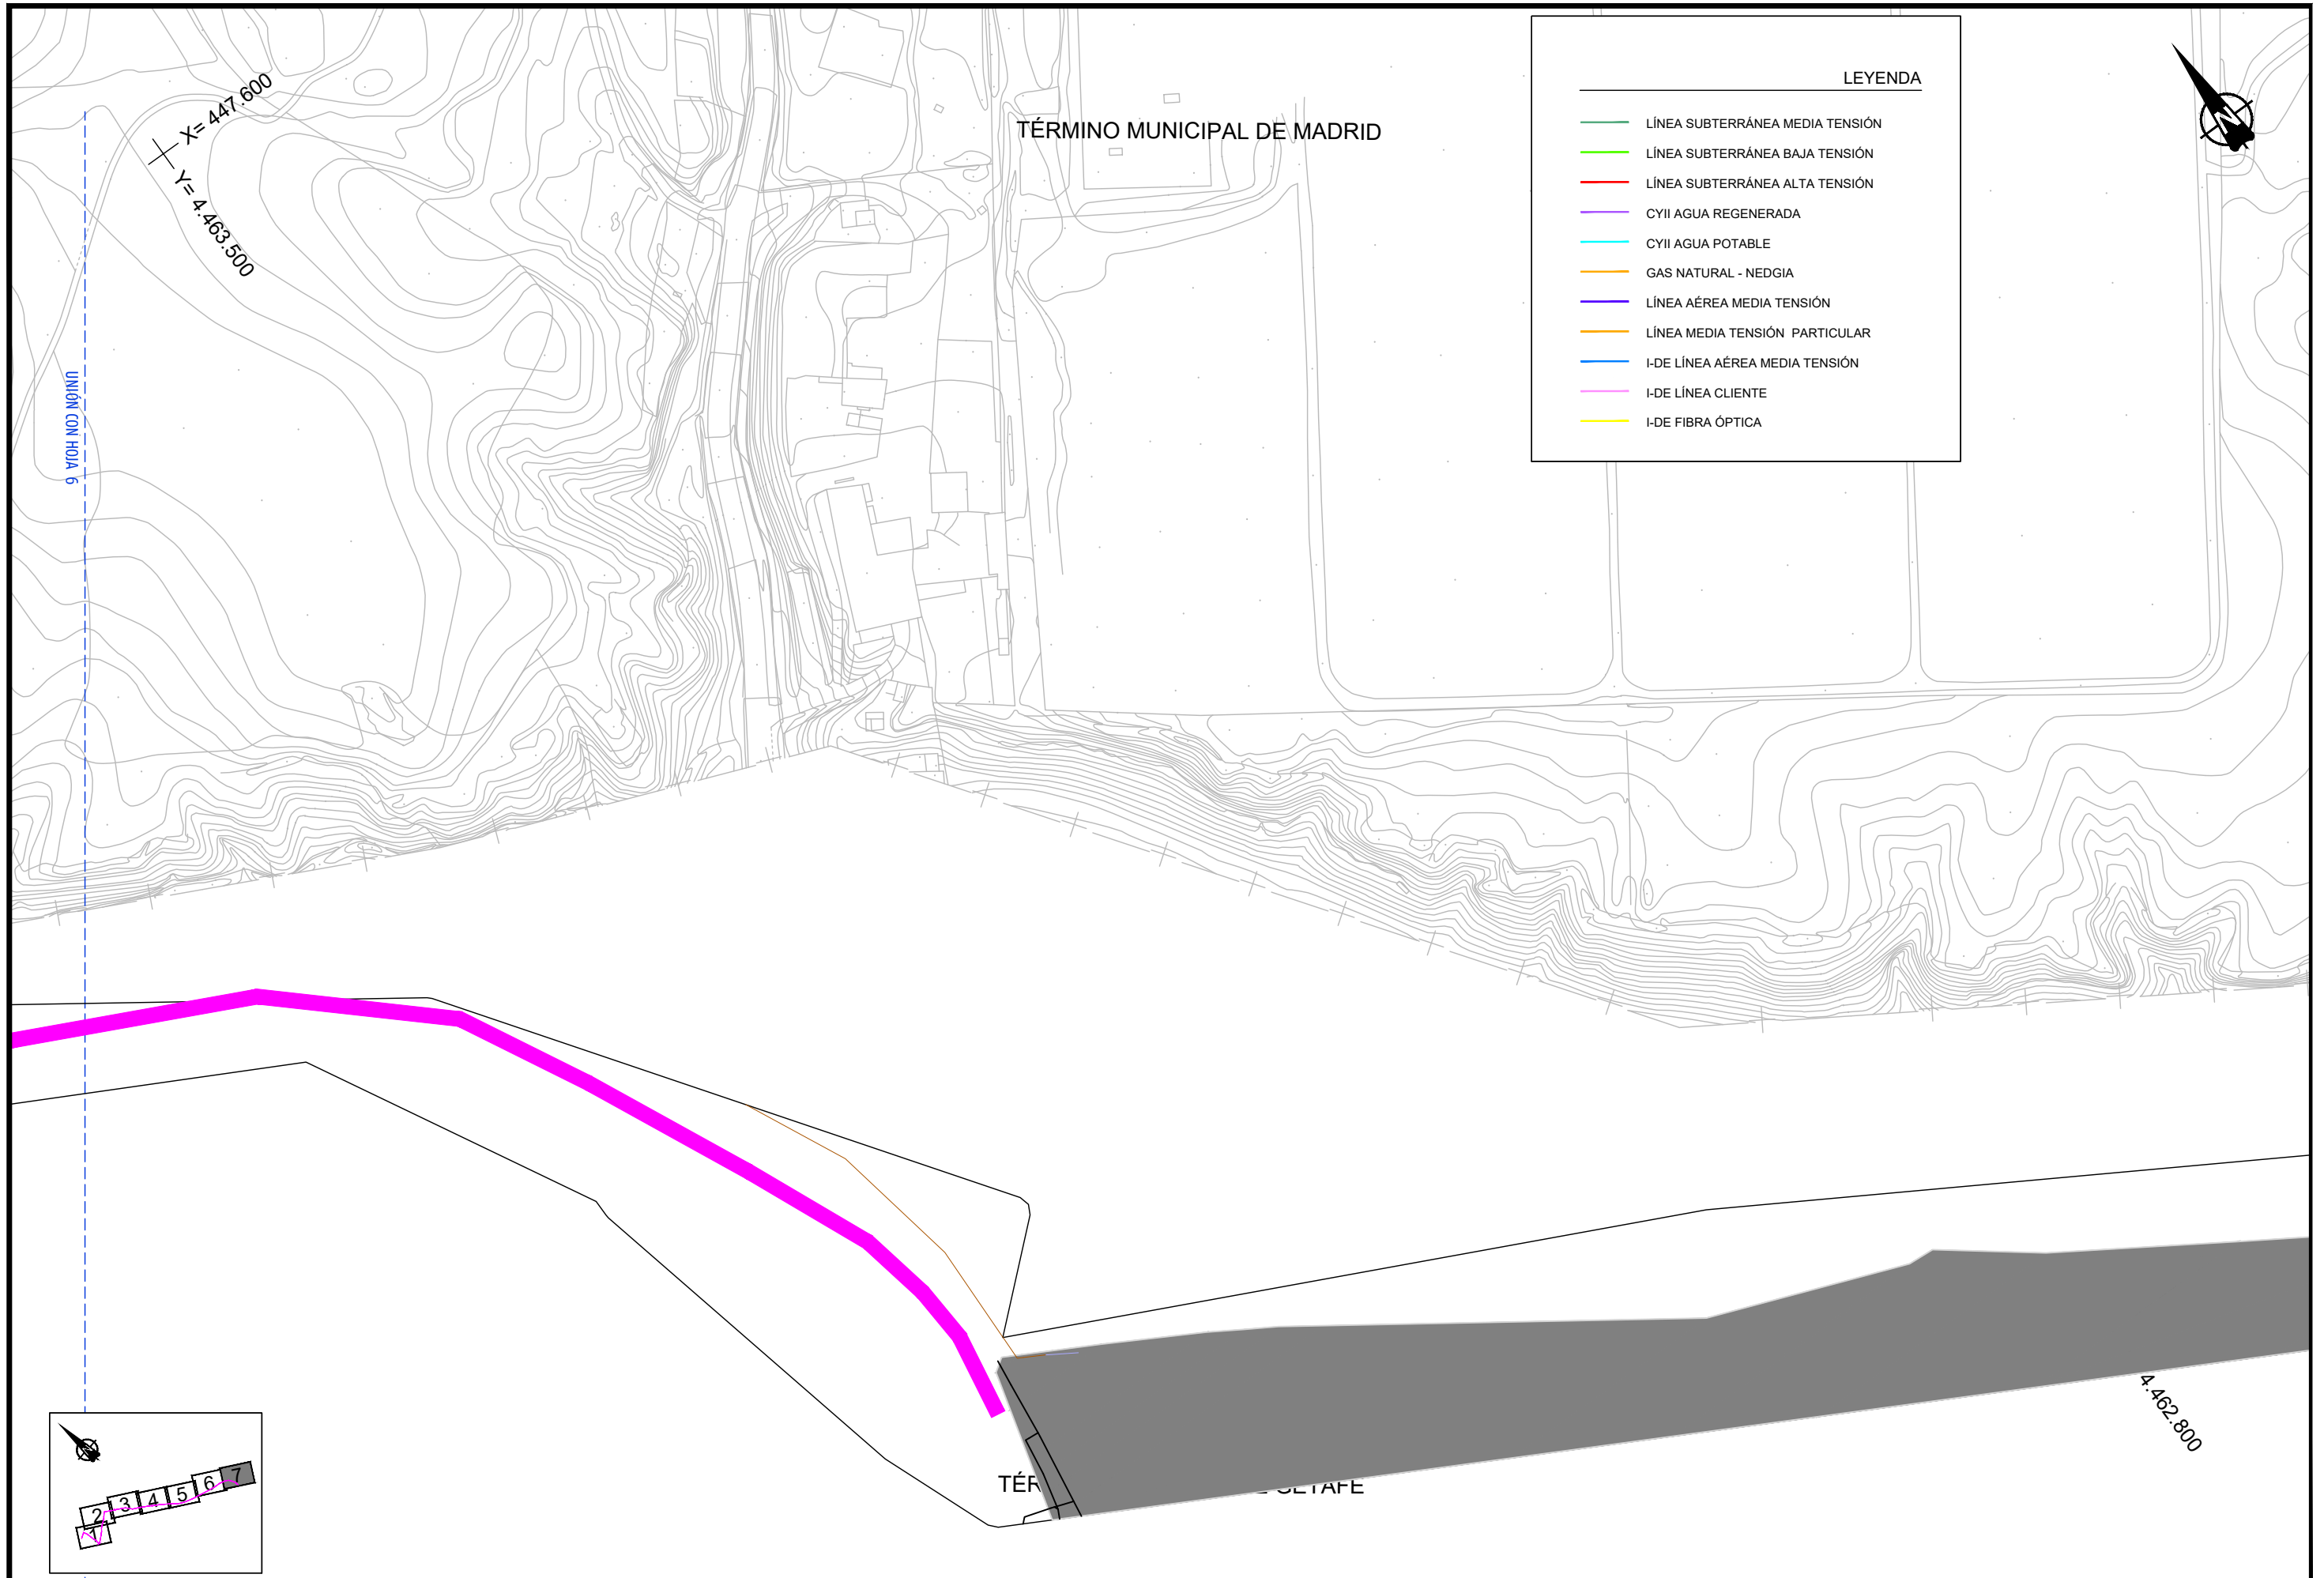 X= 447.600
Y= 4.463.500
TÉRMINO MUNICIPAL DE MADRID
LEYENDA
LÍNEA SUBTERRÁNEA MEDIA TENSIÓN
LÍNEA SUBTERRÁNEA BAJA TENSIÓN
LÍNEA SUBTERRÁNEA ALTA TENSIÓN
CYII AGUA REGENERADA
CYII AGUA POTABLE
GAS NATURAL - NEDGIA
LÍNEA AÉREA MEDIA TENSIÓN
LÍNEA MEDIA TENSIÓN PARTICULAR
I-DE LÍNEA AÉREA MEDIA TENSIÓN
I-DE LÍNEA CLIENTE
I-DE FIBRA ÓPTICA
N
UNIÓN CON HOJA 6
4.462.800
GETAFE
1
2
3
4
5
6
7